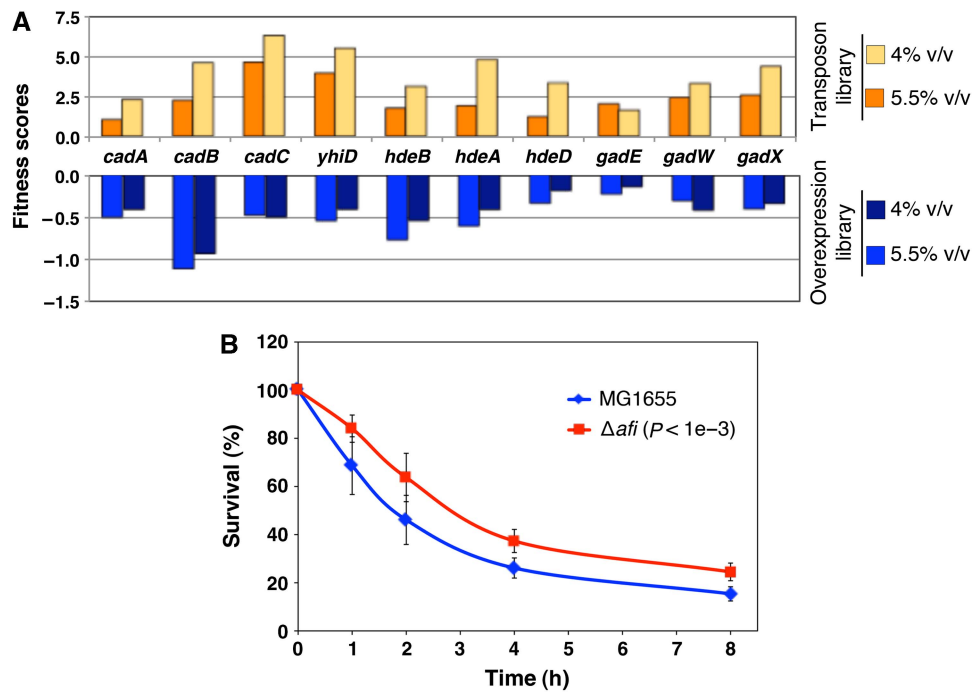 A
Fitness scores
7.5
5.0
2.5
0.0
cadA cadB cadC yhiD hdeB hdeA hdeD gadE gadW gadX
0.0
−0.5
−1.0
−1.5
Transposon
library
4% v/v
5.5% v/v
Overexpression
library
4% v/v
5.5% v/v
B
Survival (%)
120
100
80
60
40
20
0
MG1655
Δafi (P < 1e−3)
0 1 2 3 4 5 6 7 8
Time (h)